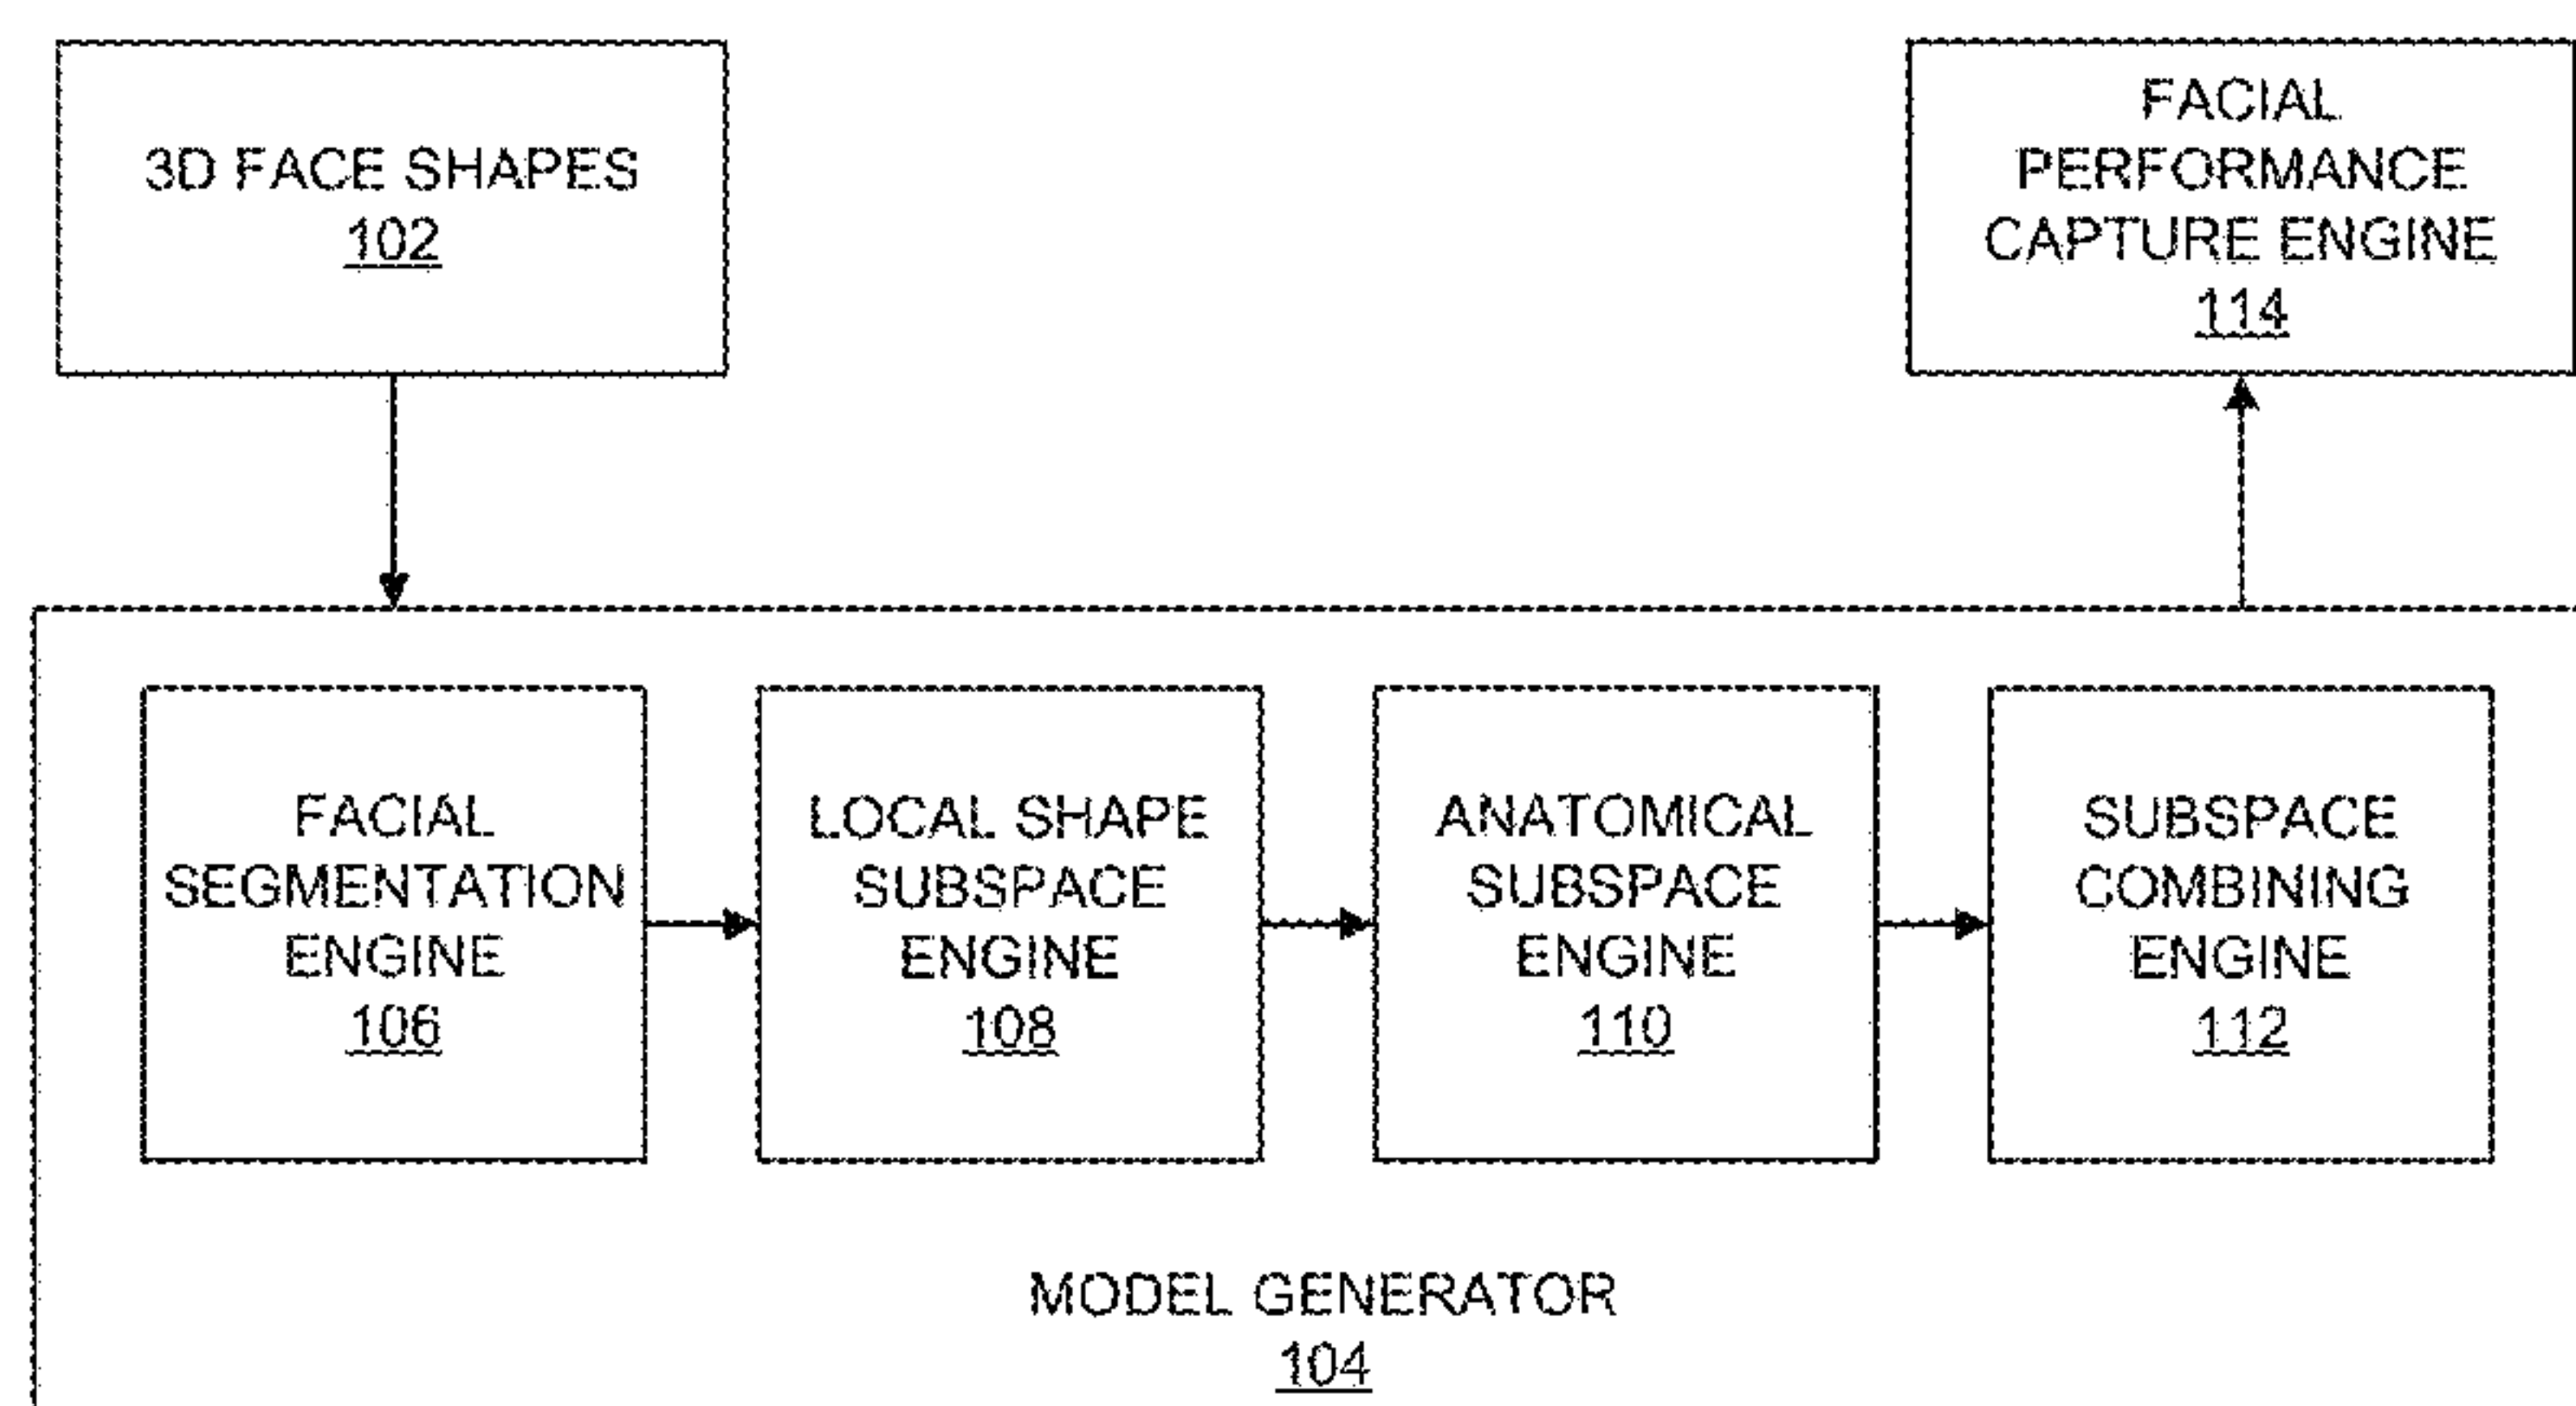 3D FACE SHAPES
102
FACIAL
PERFORMANCE
CAPTURE ENGINE
114
FACIAL
SEGMENTATION
ENGINE
106
LOCAL SHAPE
SUBSPACE
ENGINE
108
ANATOMICAL
SUBSPACE
ENGINE
110
SUBSPACE
COMBINING
ENGINE
112
MODEL GENERATOR
104